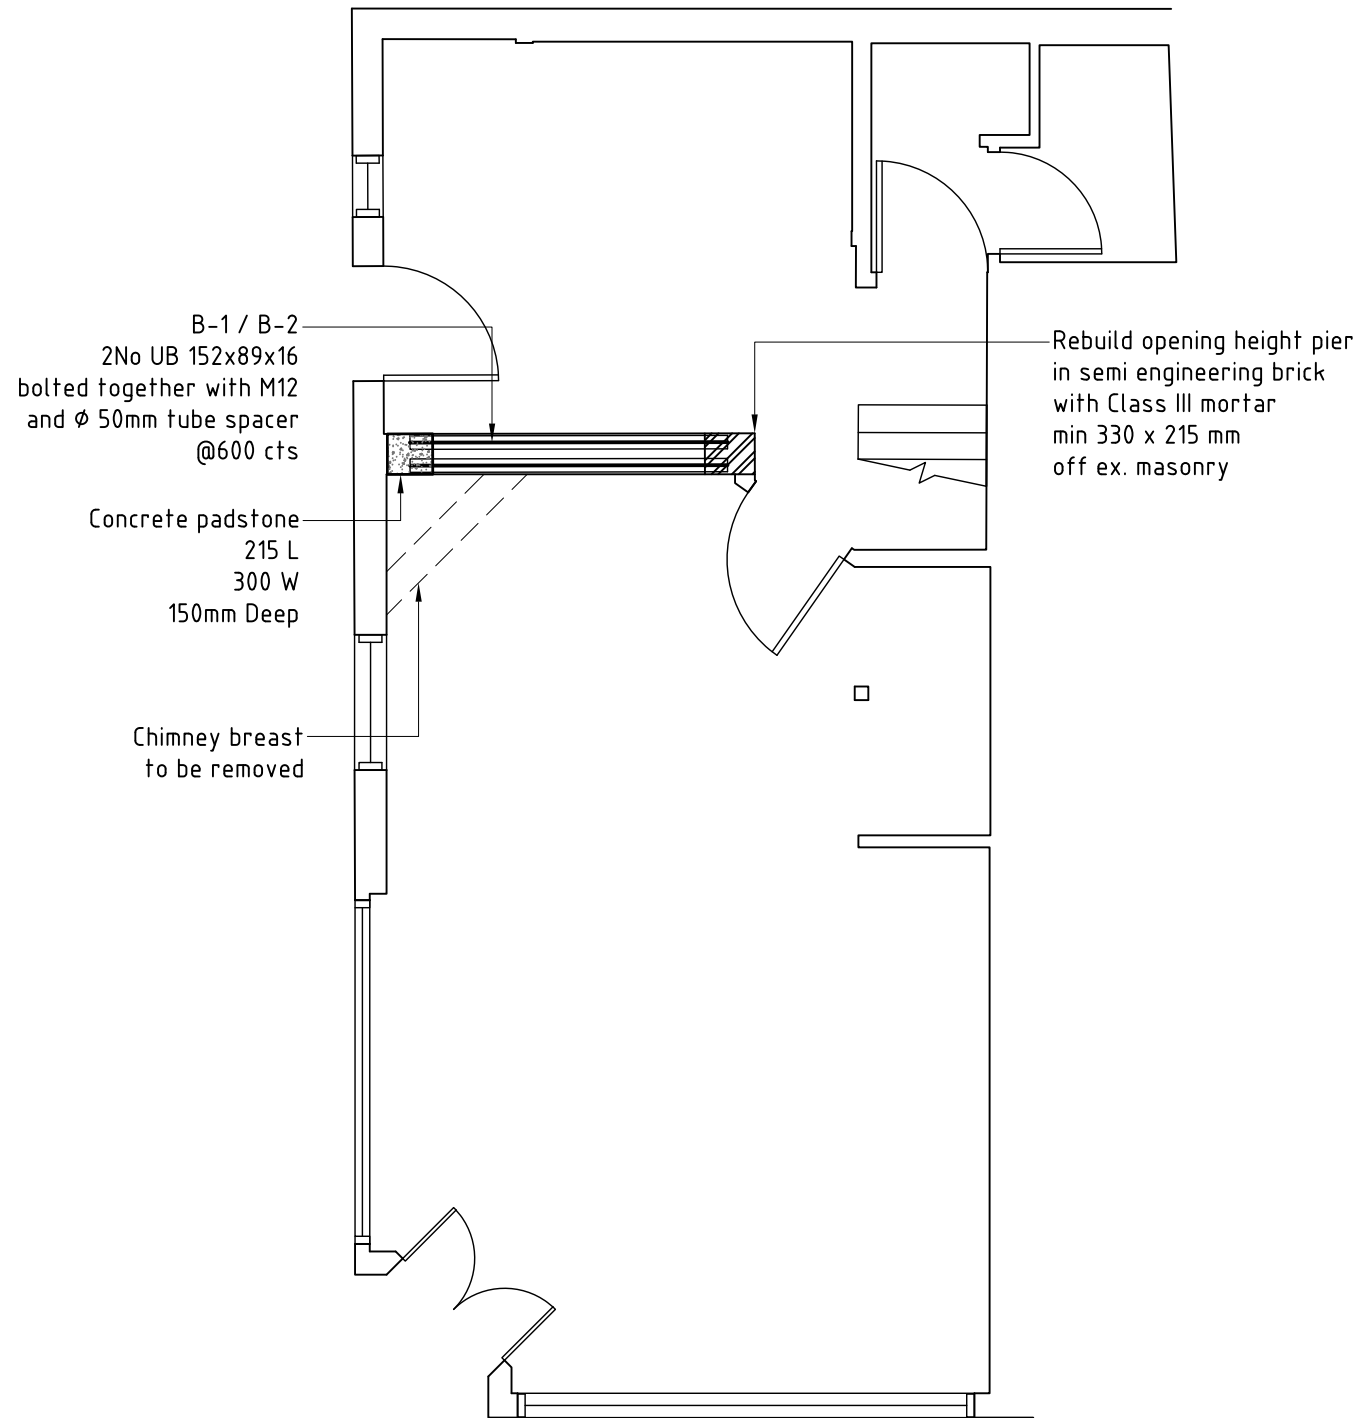 B-1 / B-2
2No UB 152x89x16
bolted together with M12
and Φ 50mm tube spacer
@600 cts
Concrete padstone
215 L
300 W
150mm Deep
Chimney breast
to be removed
Rebuild opening height pier
in semi engineering brick
with Class III mortar
min 330 x 215 mm
off ex. masonry